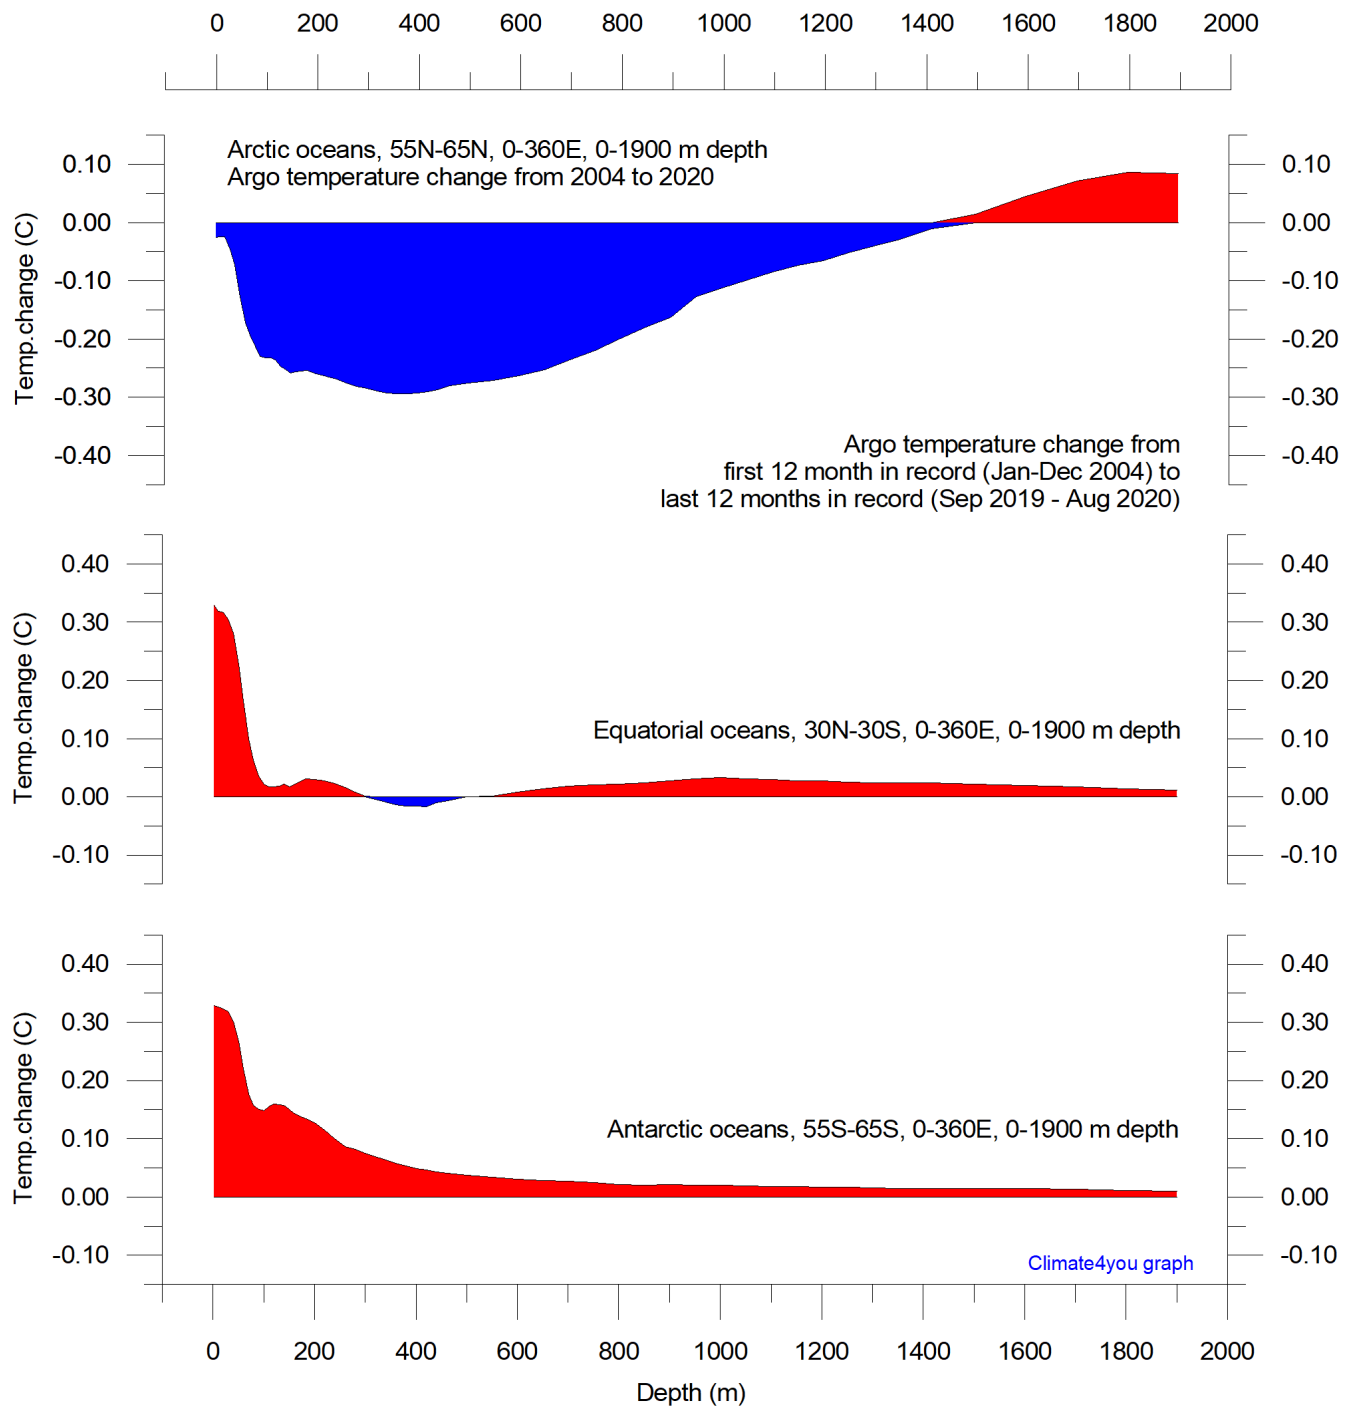 0 200 400 600 800 1000 1200 1400 1600 1800 2000
Arctic oceans, 55N-65N, 0-360E, 0-1900 m depth
Argo temperature change from 2004 to 2020
Temp.change (C)
0.10 0.10
0.00 0.00
-0.10 -0.10
-0.20 -0.20
-0.30 -0.30
-0.40 -0.40
Argo temperature change from
first 12 month in record (Jan-Dec 2004) to
last 12 months in record (Sep 2019 - Aug 2020)
Temp.change (C)
0.40 0.40
0.30 0.30
0.20 0.20
0.10 0.10
0.00 0.00
-0.10 -0.10
Equatorial oceans, 30N-30S, 0-360E, 0-1900 m depth
Temp.change (C)
0.40 0.40
0.30 0.30
0.20 0.20
0.10 0.10
0.00 0.00
-0.10 -0.10
Antarctic oceans, 55S-65S, 0-360E, 0-1900 m depth
Climate4you graph
0 200 400 600 800 1000 1200 1400 1600 1800 2000
Depth (m)